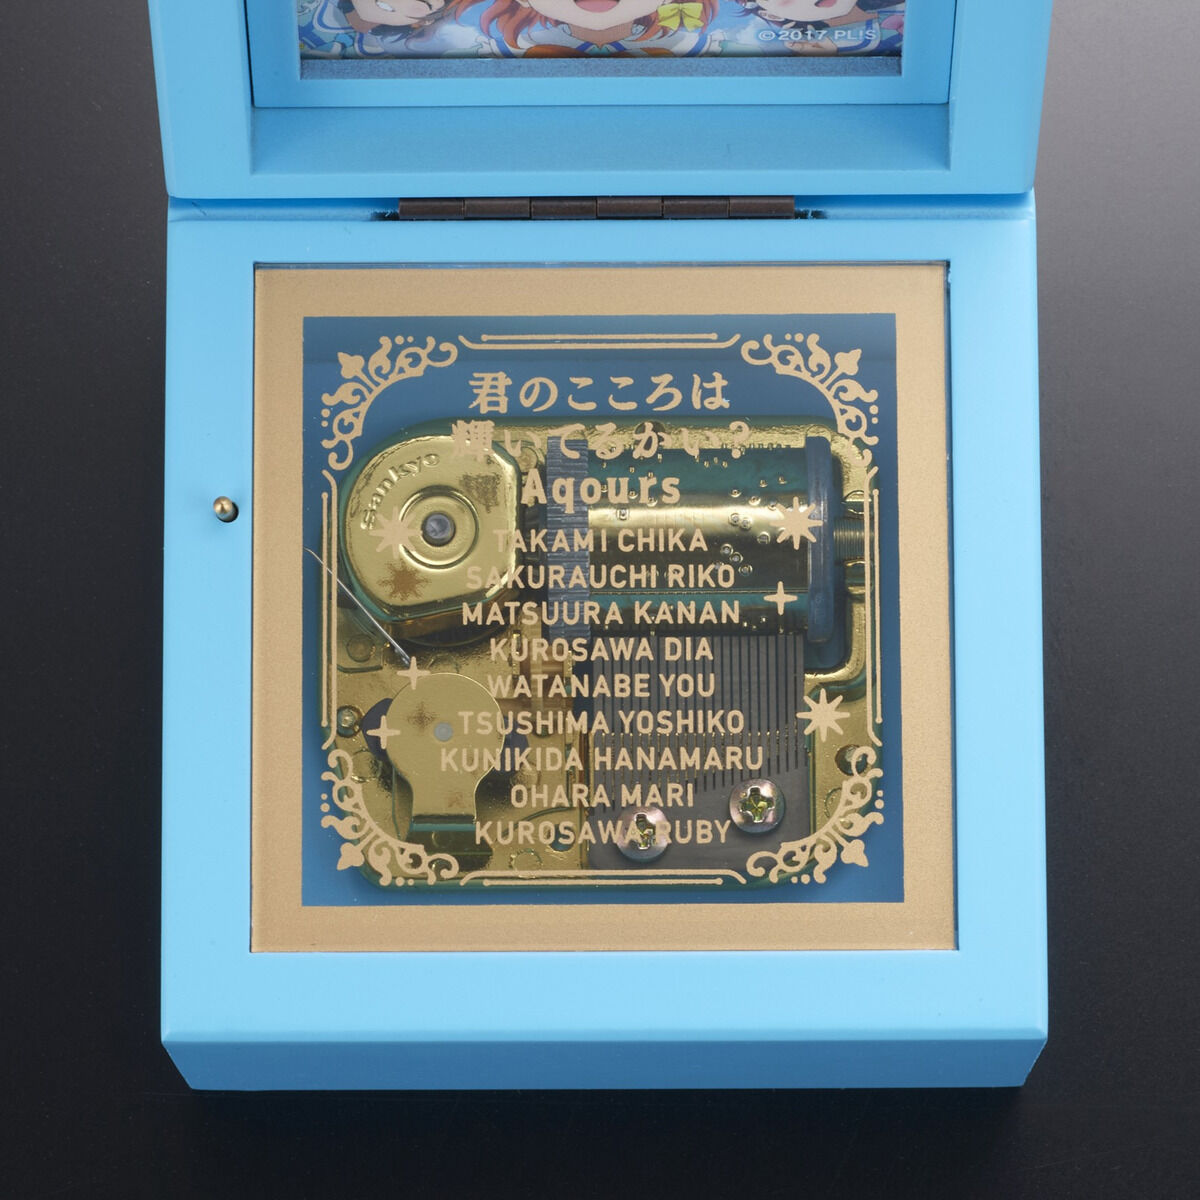 ©2017 PL!S
君のこころは
輝いてるかい?
Aqours
Sankyo
TAKAMI CHIKA
SAKURAUCHI RIKO
MATSUURA KANAN
KUROSAWA DIA
WATANABE YOU
TSUSHIMA YOSHIKO
KUNIKIDA HANAMARU
OHARA MARI
KUROSAWA RUBY